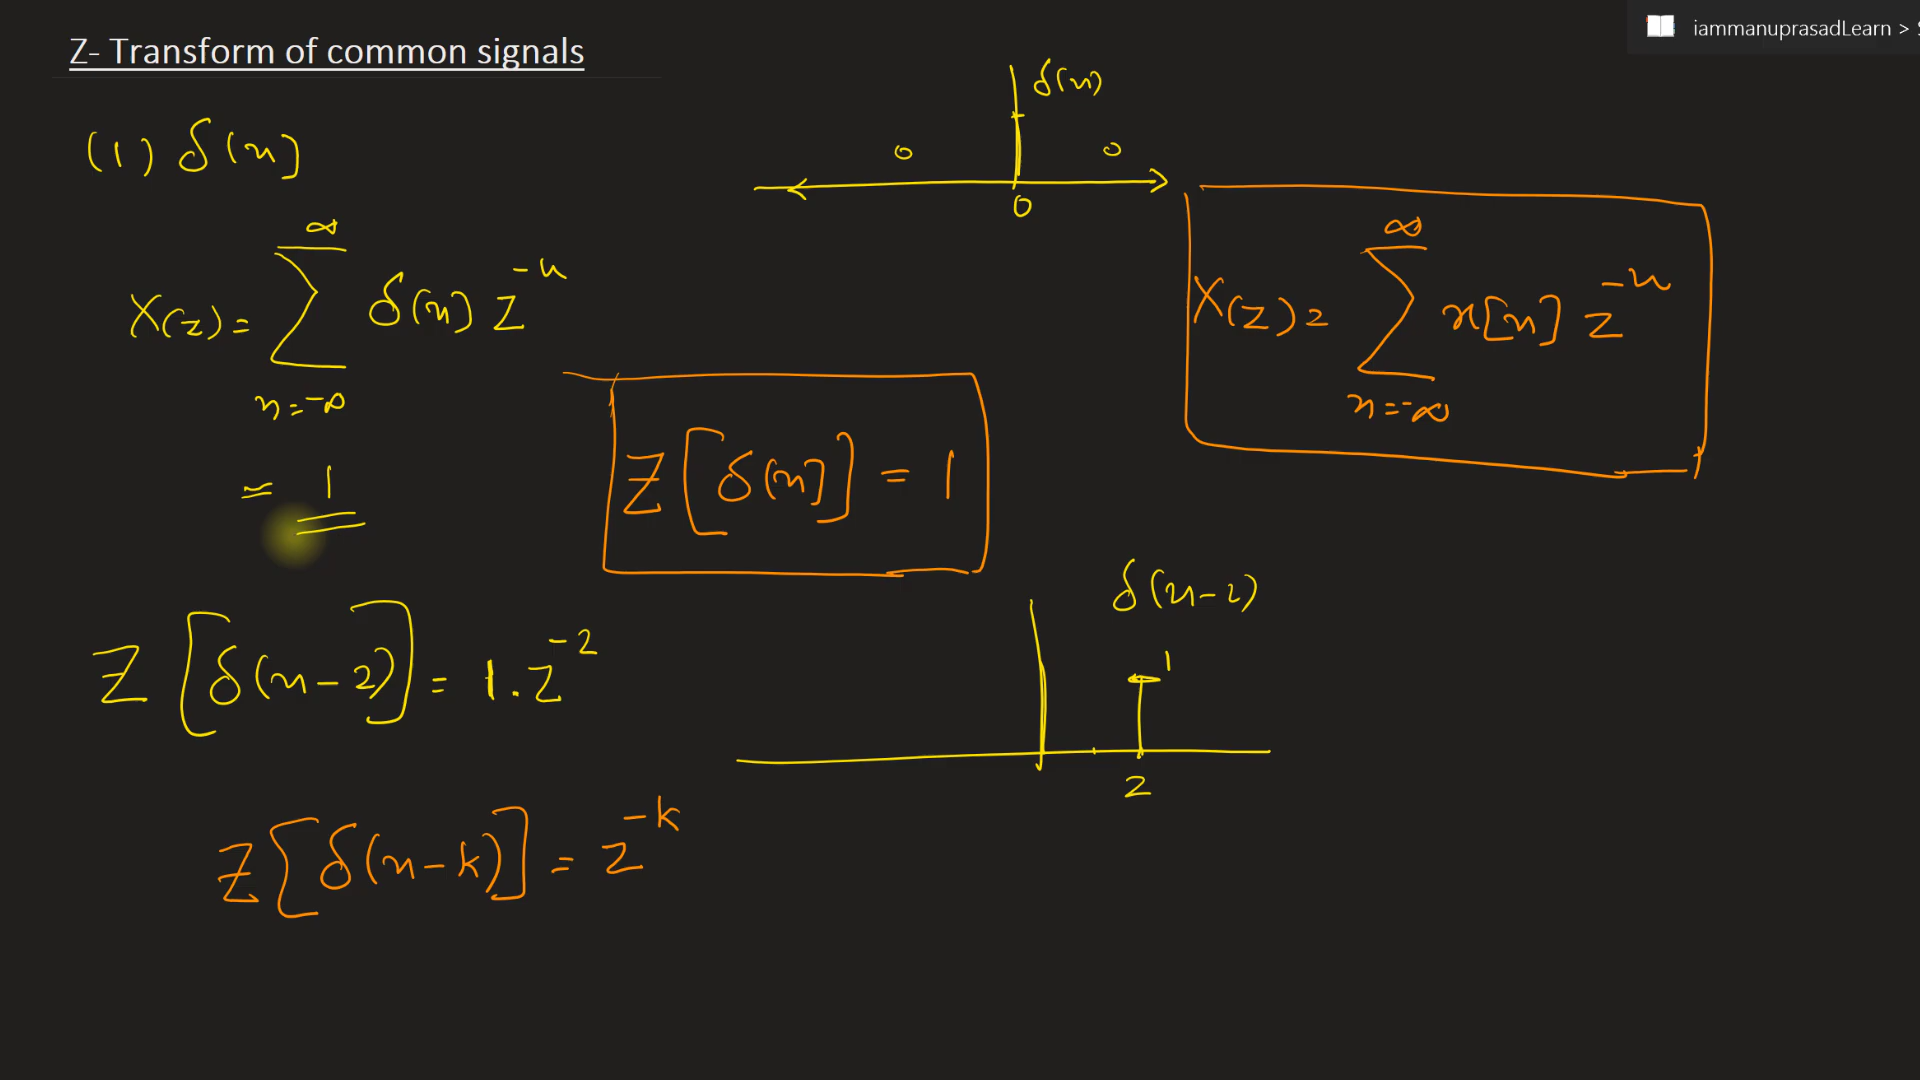 Z- Transform of common signals
iammanuprasadLearn >
(1) δ(n)
δ(n)
0 0
0
X(z) = ∑ δ(n) z^-n
∞
n=-∞
X(z) = ∑ x[n] z^-n
∞
n=-∞
= 1
Z[δ(n)] = 1
δ(n-2)
1
2
Z[δ(n-2)] = 1.z^-2
Z[δ(n-k)] = z^-k